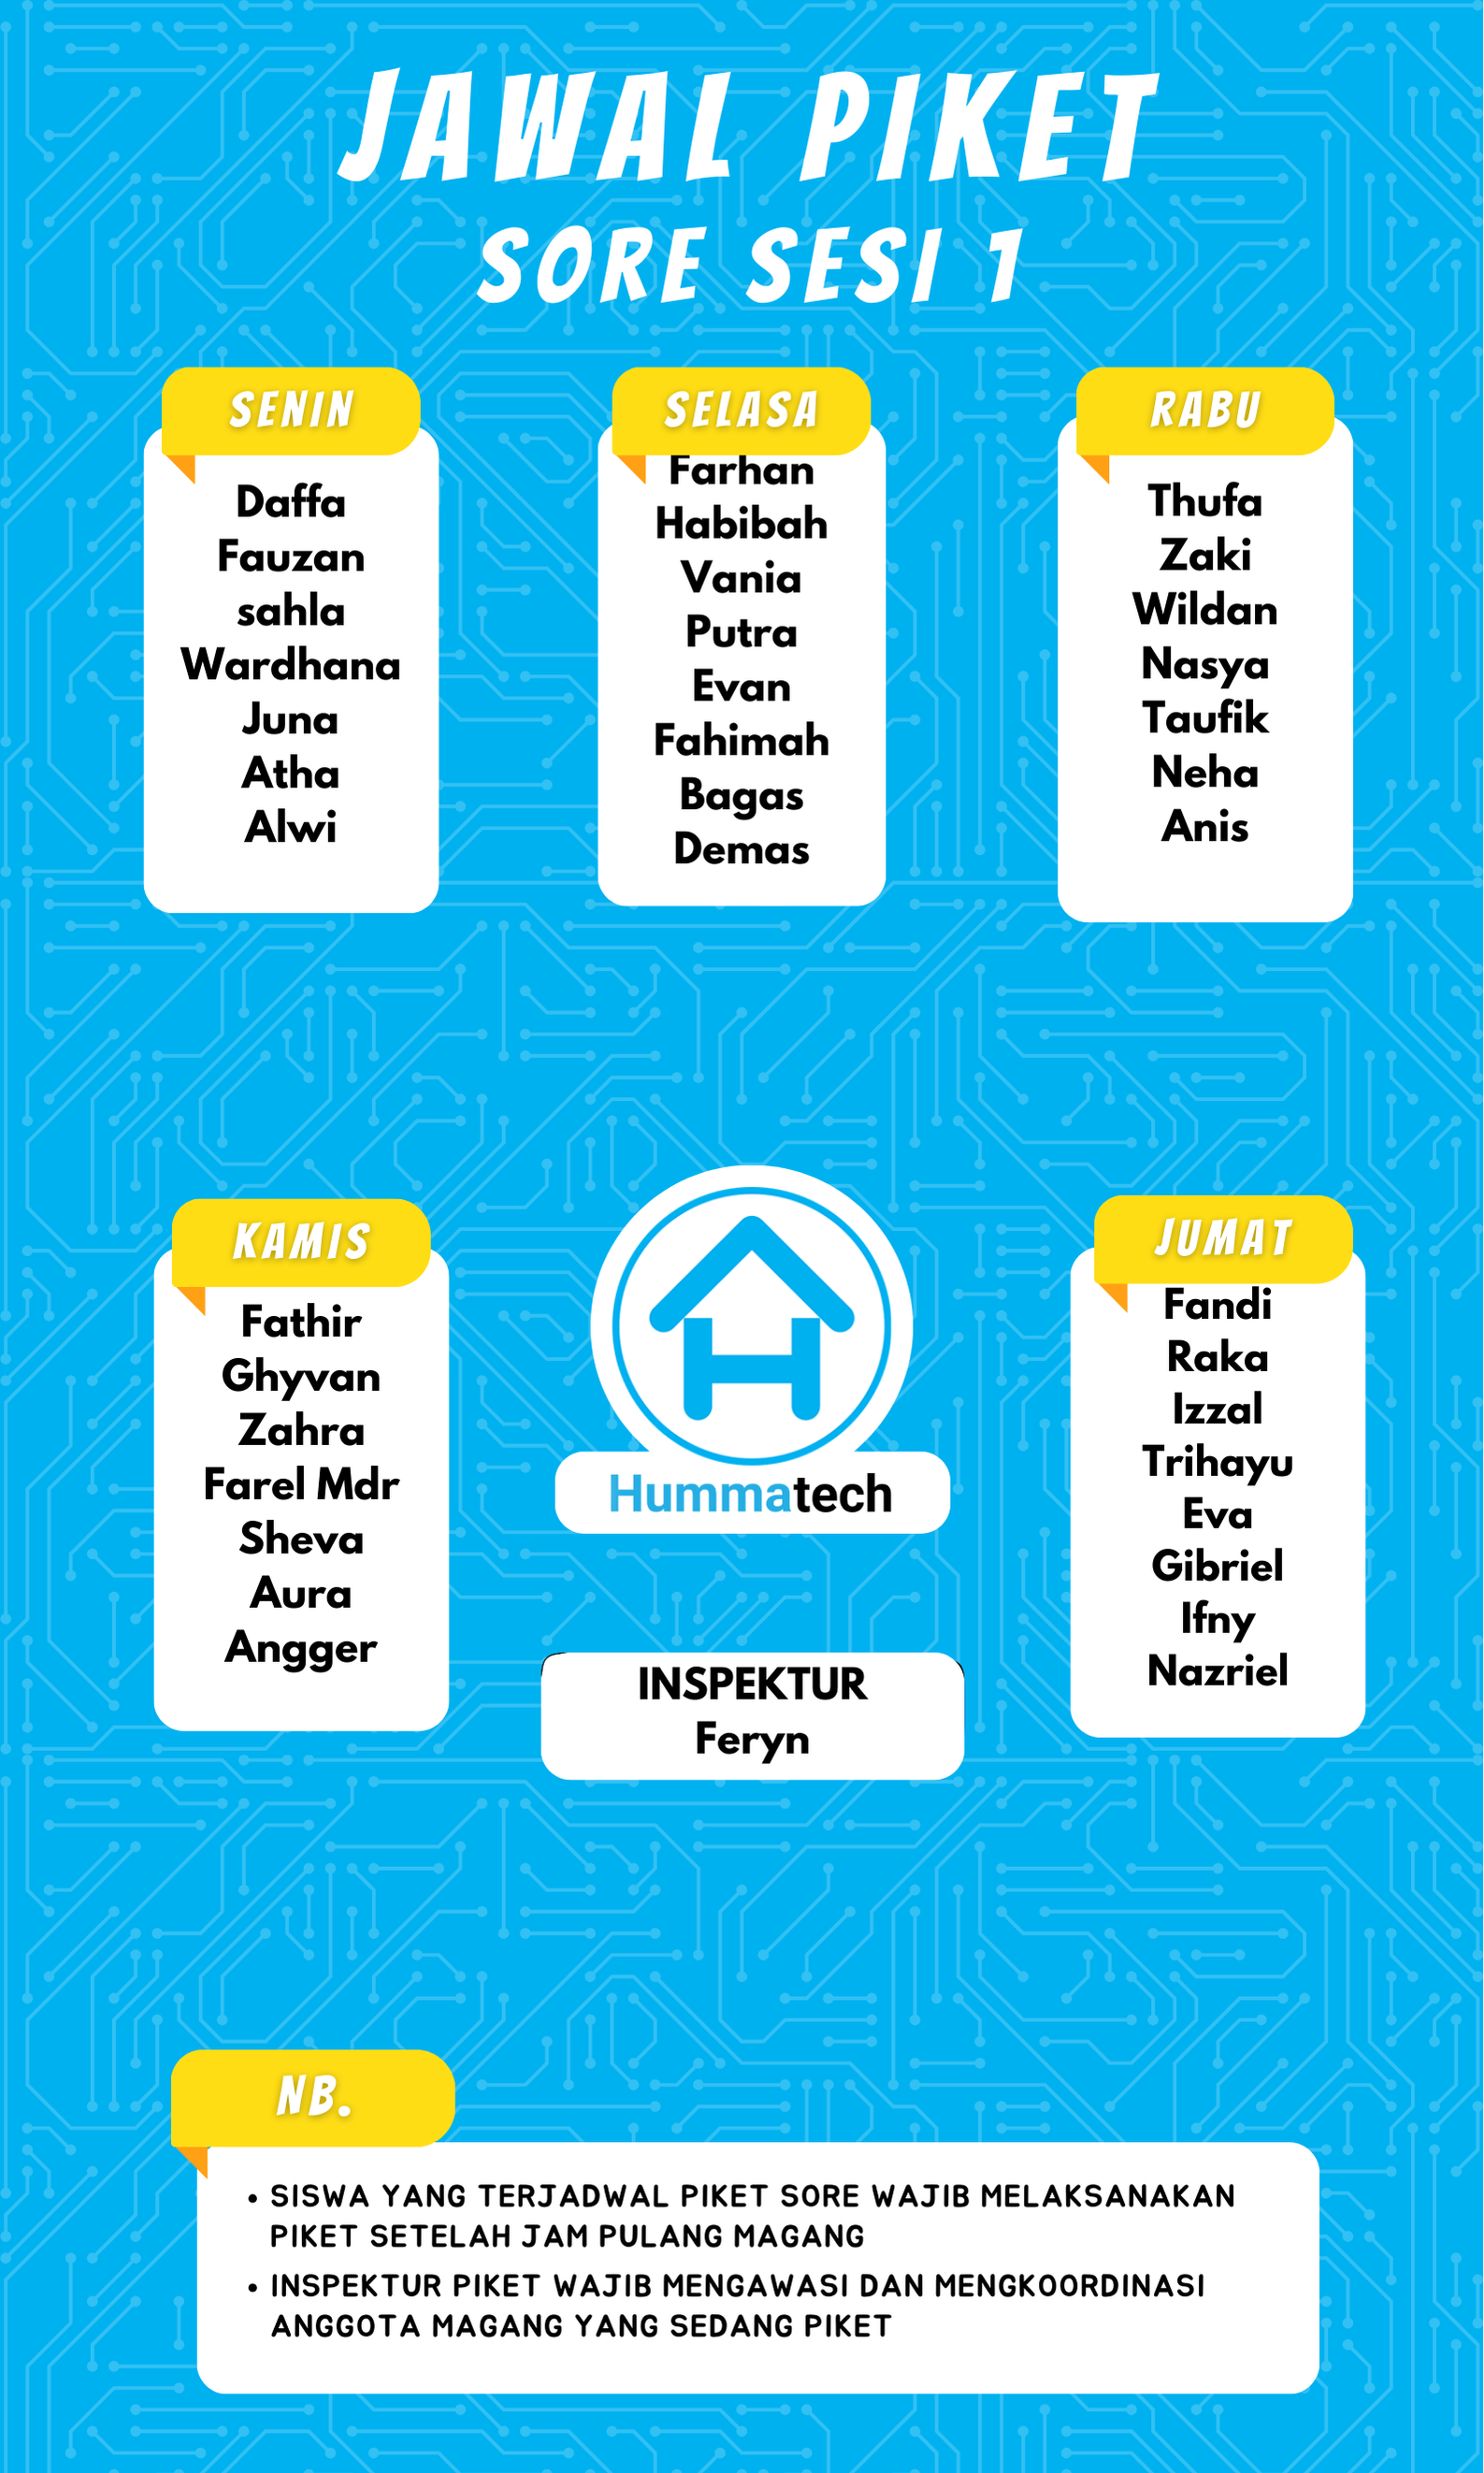 JAWAL PIKET
SORE SESI 1
SENIN
Daffa
Fauzan
sahla
Wardhana
Juna
Atha
Alwi
SELASA
Farhan
Habibah
Vania
Putra
Evan
Fahimah
Bagas
Demas
RABU
Thufa
Zaki
Wildan
Nasya
Taufik
Neha
Anis
KAMIS
Fathir
Ghyvan
Zahra
Farel Mdr
Sheva
Aura
Angger
Hummatech
INSPEKTUR
Feryn
JUMAT
Fandi
Raka
Izzal
Trihayu
Eva
Gibriel
Ifny
Nazriel
NB.
• SISWA YANG TERJADWAL PIKET SORE WAJIB MELAKSANAKAN
PIKET SETELAH JAM PULANG MAGANG
• INSPEKTUR PIKET WAJIB MENGAWASI DAN MENGKOORDINASI
ANGGOTA MAGANG YANG SEDANG PIKET